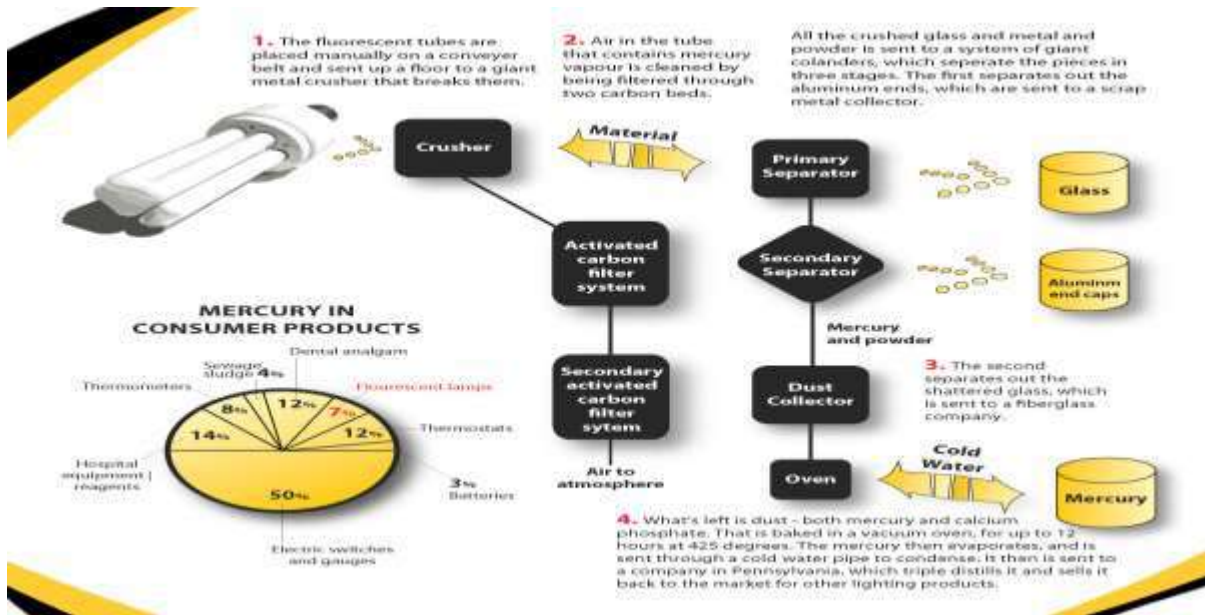 1. The fluorescent tubes are
placed manually on a conveyer
belt and sent up a floor to a giant
metal crusher that breaks them.
2. Air in the tube
that contains mercury
vapour is cleaned by
being filtered through
two carbon beds.
All the crushed glass and metal and
powder is sent to a system of giant
colanders, which seperate the pieces in
three stages. The first separates out the
aluminum ends, which are sent to a scrap
metal collector.
Crusher
Material
Primary
Separator
Glass
Activated
carbon
filter
system
Secondary
Separator
Aluminm
end caps
Mercury
and powder
Secondary
activated
carbon
filter
sytem
Dust
Collector
3. The second
separates out the
shattered glass, which
is sent to a fiberglass
company.
Air to
atmosphere
Oven
Cold
Water
Mercury
4. What's left is dust - both mercury and calcium
phosphate. That is baked in a vacuum oven, for up to 12
hours at 425 degrees. The mercury then evaporates, and is
sent through a cold water pipe to condense. It then is sent to
a company in Pennsylvania, which triple distills it and sells it
back to the market for other lighting products.
MERCURY IN
CONSUMER PRODUCTS
Dental amalgam
Sewage
sludge 4%
Thermometers
Flourescent lamps
8%
12%
7%
14%
12%
Thermostats
Hospital
equipment |
reagents
3%
Batteries
50%
Electric switches
and gauges